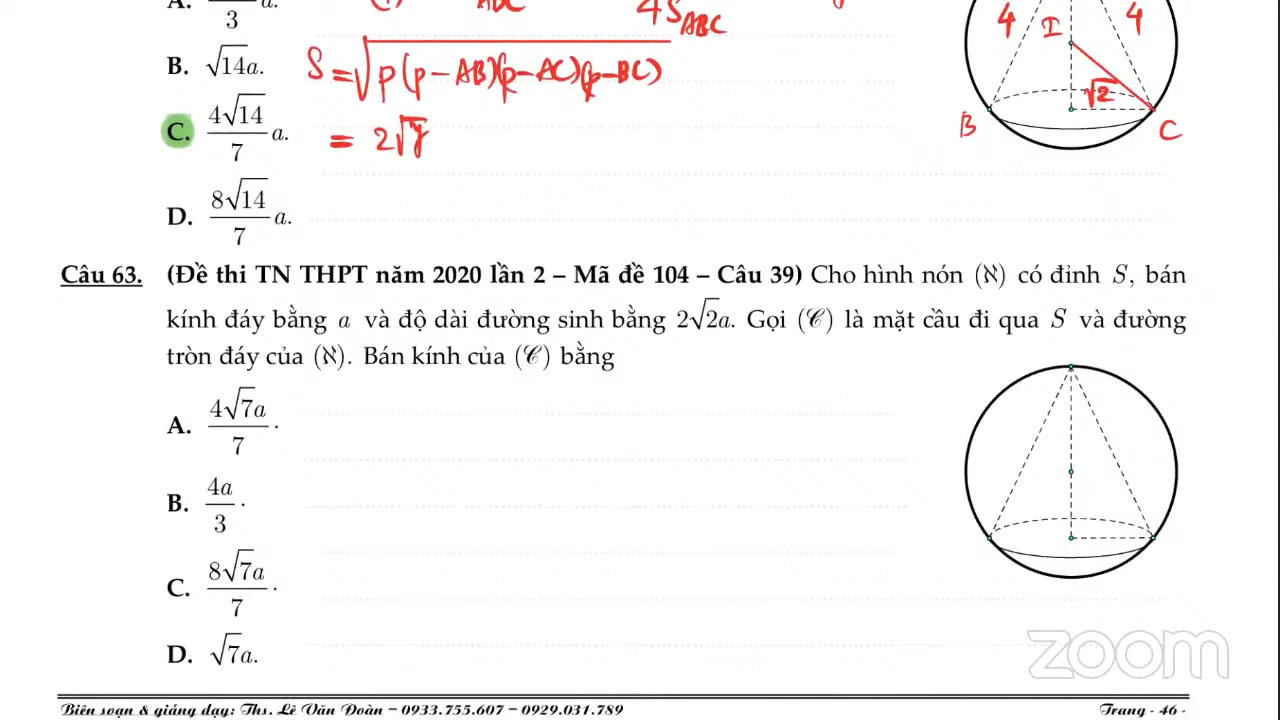 A. 3 a.
ABC 4S_ABC
4 I 4
B. √14a.
S = √p(p − AB)(p − AC)(p − BC)
√2
C. 4√14/7 a.
B C
= 2√7
D. 8√14/7 a.
Câu 63. (Đề thi TN THPT năm 2020 lần 2 – Mã đề 104 – Câu 39) Cho hình nón (ℵ) có đỉnh S, bán
kính đáy bằng a và độ dài đường sinh bằng 2√2a. Gọi (𝒞) là mặt cầu đi qua S và đường
tròn đáy của (ℵ). Bán kính của (𝒞) bằng
A. 4√7a/7 ·
B. 4a/3 ·
C. 8√7a/7 ·
D. √7a.
zoom
Biên soạn & giảng dạy: Ths. Lê Văn Đoàn – 0933.755.607 – 0929.031.789 Trang - 46 -